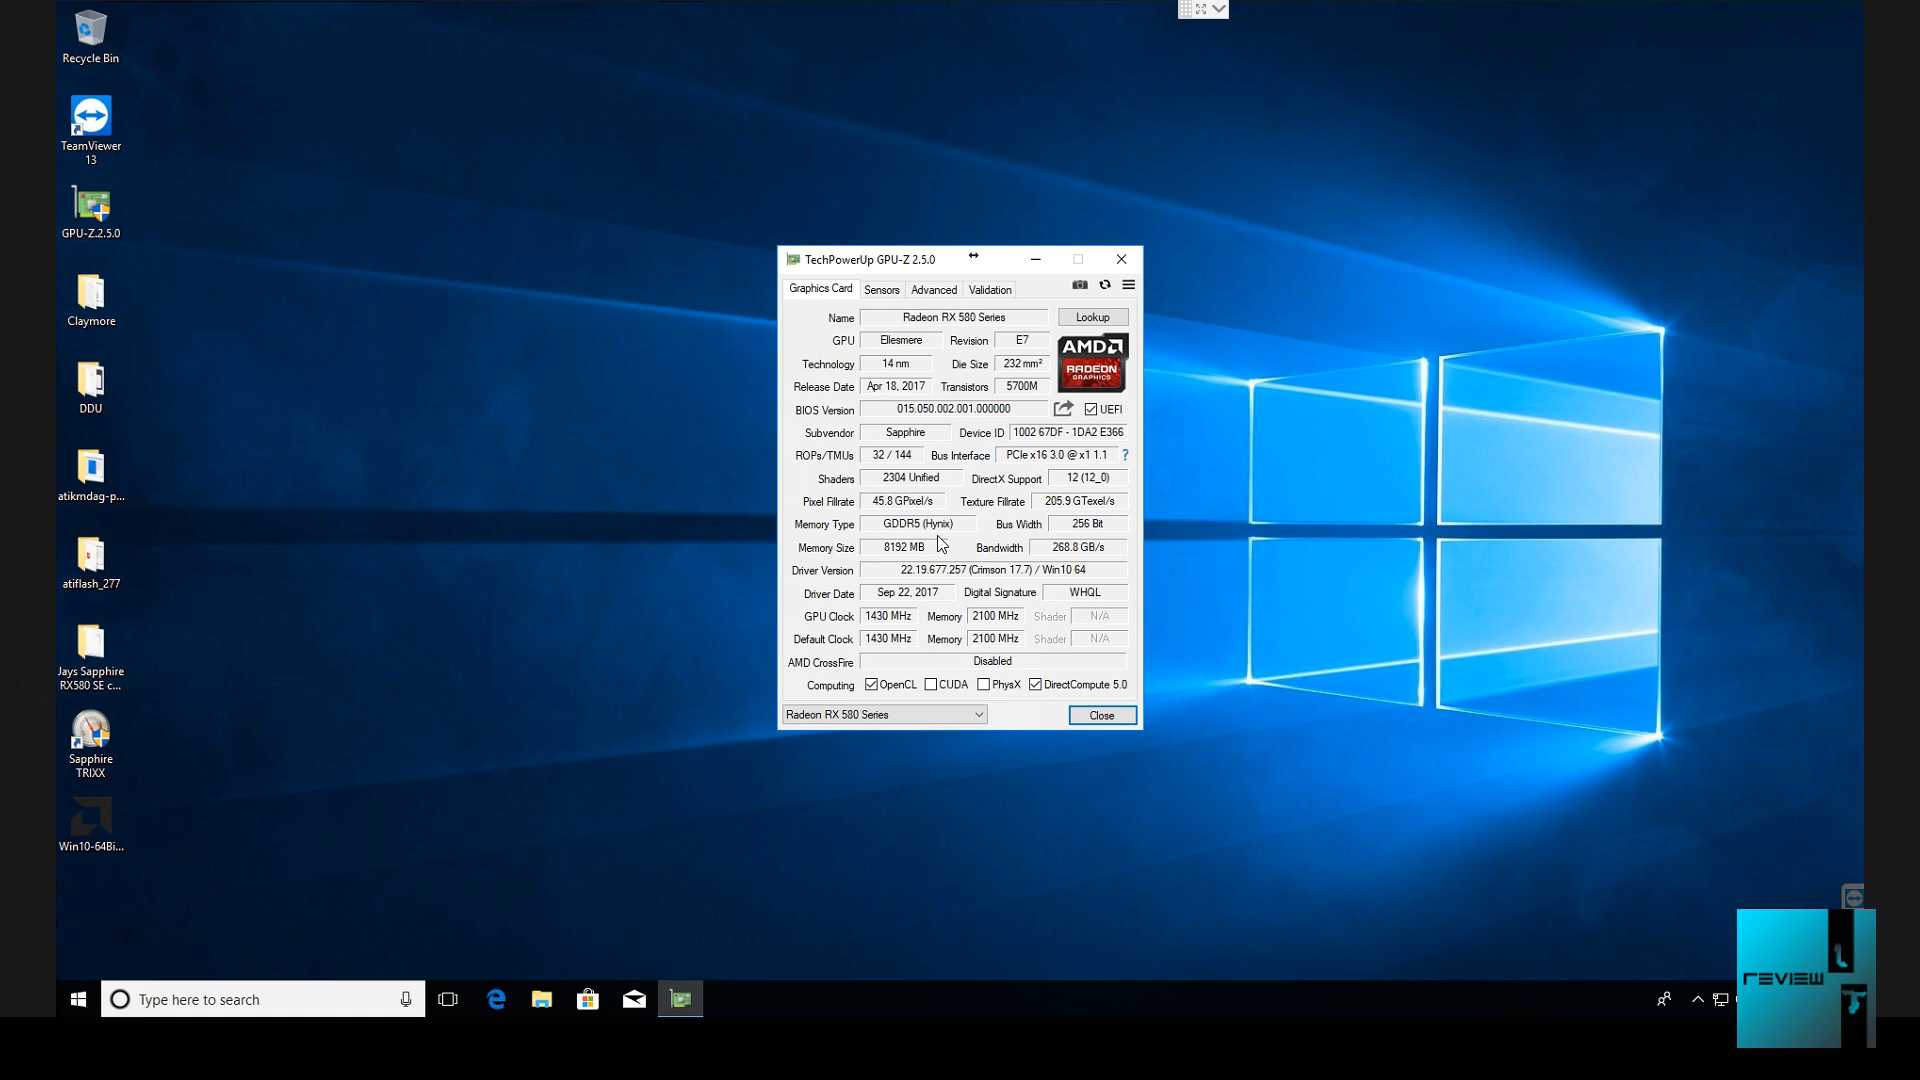 Recycle Bin
TeamViewer
13
GPU-Z.2.5.0
Claymore
DDU
atikmdag-p...
atiflash_277
Jays Sapphire
RX580 SE c...
Sapphire
TRIXX
Win10-64Bi...
TechPowerUp GPU-Z 2.5.0
Graphics Card Sensors Advanced Validation
Name Radeon RX 580 Series Lookup
GPU Ellesmere Revision E7
Technology 14 nm Die Size 232 mm²
Release Date Apr 18, 2017 Transistors 5700M
AMD
RADEON
GRAPHICS
BIOS Version 015.050.002.001.000000 UEFI
Subvendor Sapphire Device ID 1002 67DF - 1DA2 E366
ROPs/TMUs 32 / 144 Bus Interface PCIe x16 3.0 @ x1 1.1 ?
Shaders 2304 Unified DirectX Support 12 (12_0)
Pixel Fillrate 45.8 GPixel/s Texture Fillrate 205.9 GTexel/s
Memory Type GDDR5 (Hynix) Bus Width 256 Bit
Memory Size 8192 MB Bandwidth 268.8 GB/s
Driver Version 22.19.677.257 (Crimson 17.7) / Win10 64
Driver Date Sep 22, 2017 Digital Signature WHQL
GPU Clock 1430 MHz Memory 2100 MHz Shader N/A
Default Clock 1430 MHz Memory 2100 MHz Shader N/A
AMD CrossFire Disabled
Computing OpenCL CUDA PhysX DirectCompute 5.0
Radeon RX 580 Series Close
Type here to search
REVIEW